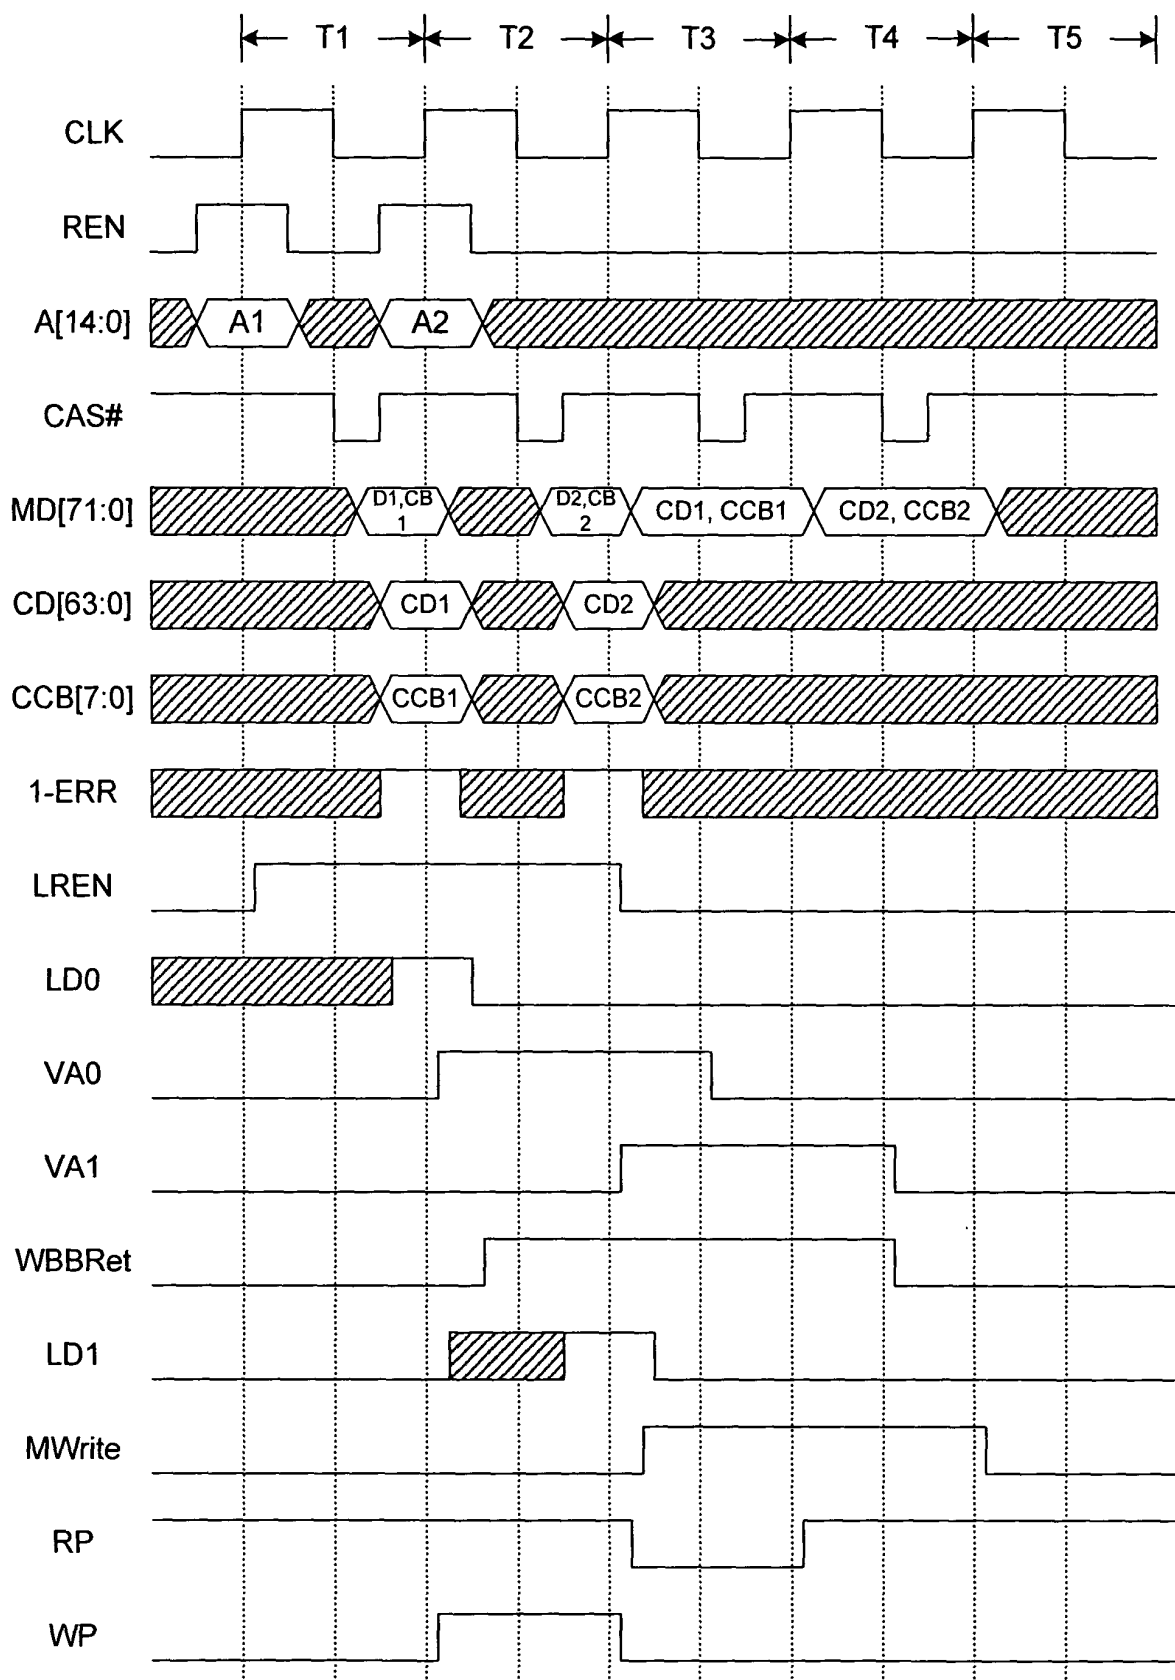 T1 T2 T3 T4 T5
CLK
REN
A[14:0] A1 A2
CAS#
MD[71:0] D1,CB 1 D2,CB 2 CD1, CCB1 CD2, CCB2
CD[63:0] CD1 CD2
CCB[7:0] CCB1 CCB2
1-ERR
LREN
LD0
VA0
VA1
WBBRet
LD1
MWrite
RP
WP